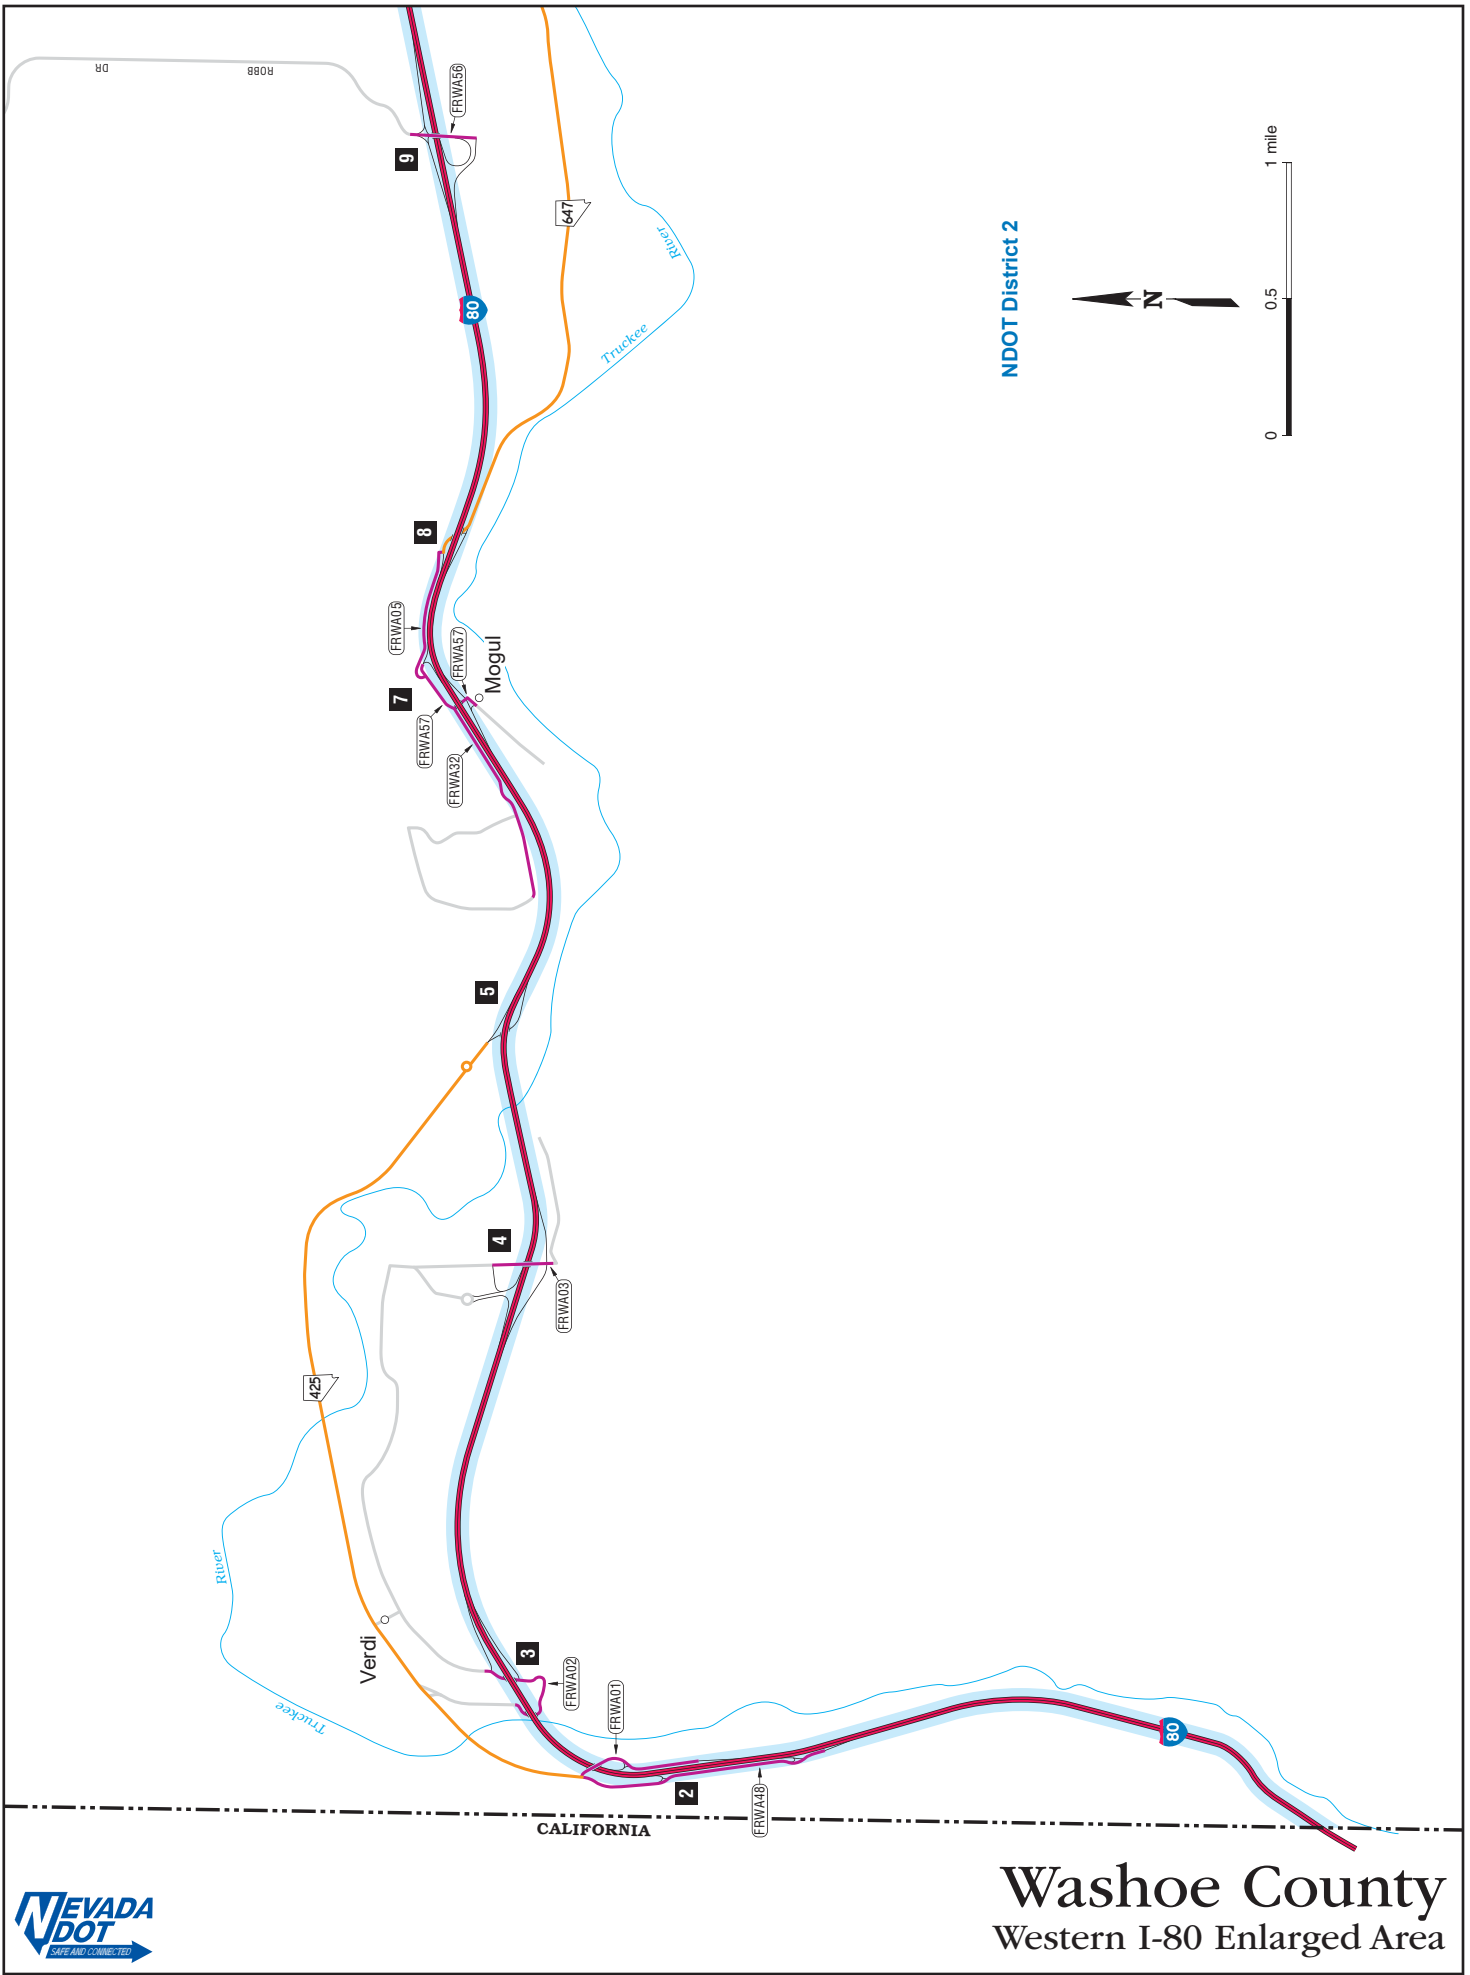 DR
ROBB
FRWA56
9
647
River
NDOT District 2
80
N
Truckee
0
0.5
1 mile
8
FRWA05
FRWA57
Mogul
7
FRWA57
FRWA32
5
4
FRWA03
425
River
Verdi
3
FRWA02
Truckee
FRWA01
80
2
FRWA48
CALIFORNIA
NEVADA
DOT
SAFE AND CONNECTED
Washoe County
Western I-80 Enlarged Area